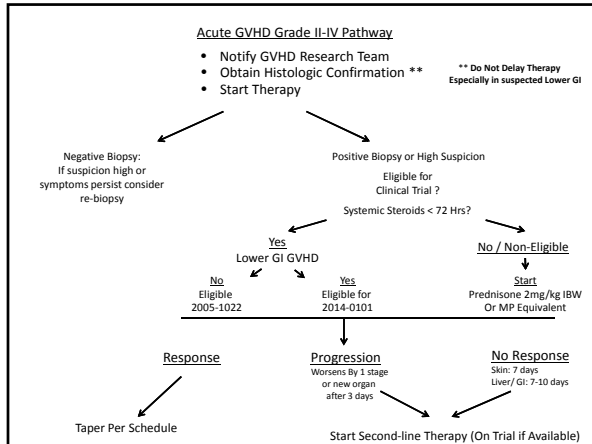 Acute GVHD Grade II-IV Pathway
• Notify GVHD Research Team
• Obtain Histologic Confirmation **
• Start Therapy
** Do Not Delay Therapy
Especially in suspected Lower GI
Negative Biopsy:
If suspicion high or
symptoms persist consider
re-biopsy
Positive Biopsy or High Suspicion
Eligible for
Clinical Trial ?
Systemic Steroids < 72 Hrs?
Yes
Lower GI GVHD
No / Non-Eligible
No
Eligible
2005-1022
Yes
Eligible for
2014-0101
Start
Prednisone 2mg/kg IBW
Or MP Equivalent
Response
Progression
Worsens By 1 stage
or new organ
after 3 days
No Response
Skin: 7 days
Liver/ GI: 7-10 days
Taper Per Schedule
Start Second-line Therapy (On Trial if Available)